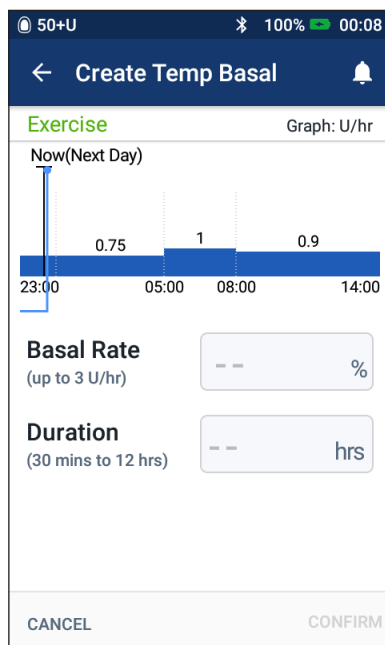 50+U 100% 00:08
Create Temp Basal
Exercise Graph: U/hr
Now(Next Day)
0.75 1 0.9
23:00 05:00 08:00 14:00
Basal Rate
(up to 3 U/hr)
-- %
Duration
(30 mins to 12 hrs)
-- hrs
CANCEL CONFIRM